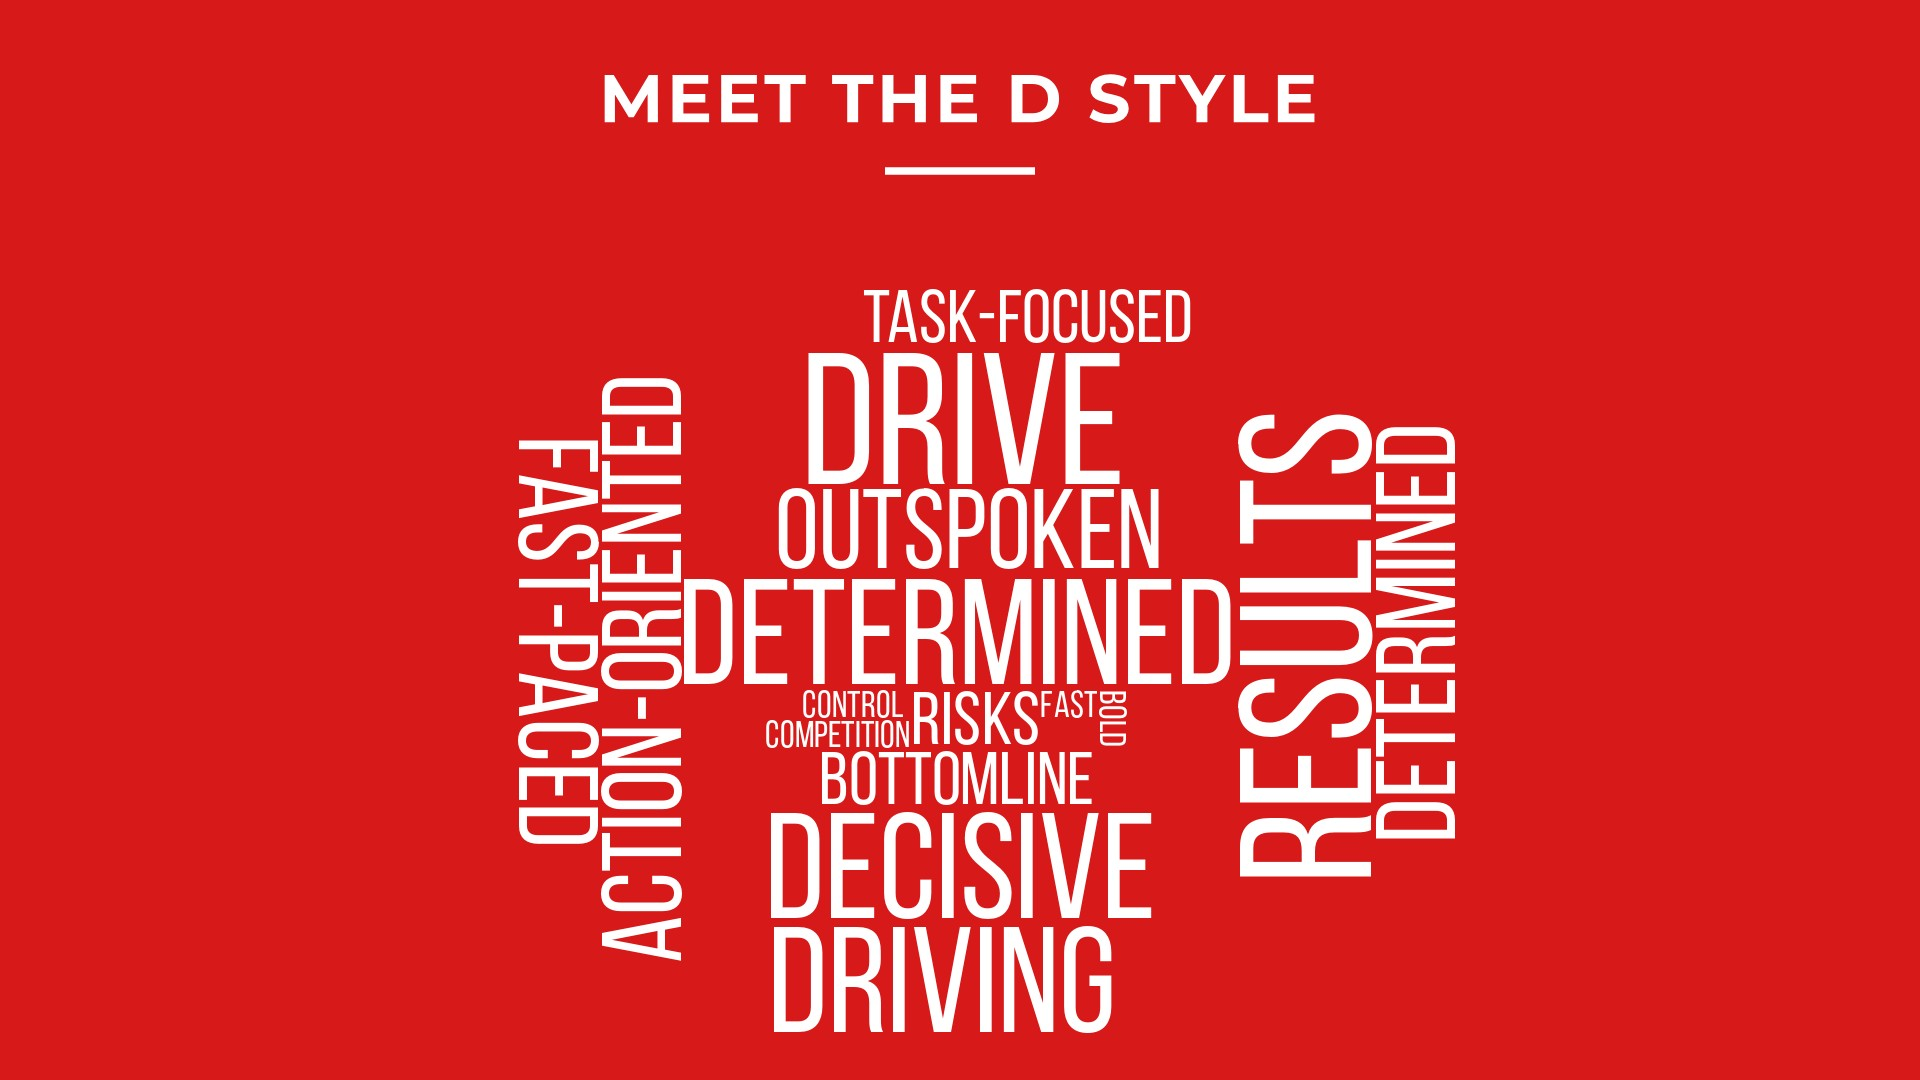 MEET THE D STYLE
TASK-FOCUSED
DRIVE
OUTSPOKEN
DETERMINED
CONTROL
COMPETITION
RISKS
FAST
BOLD
BOTTOMLINE
DECISIVE
DRIVING
FAST-PACED
ACTION-ORIENTED
RESULTS
DETERMINED